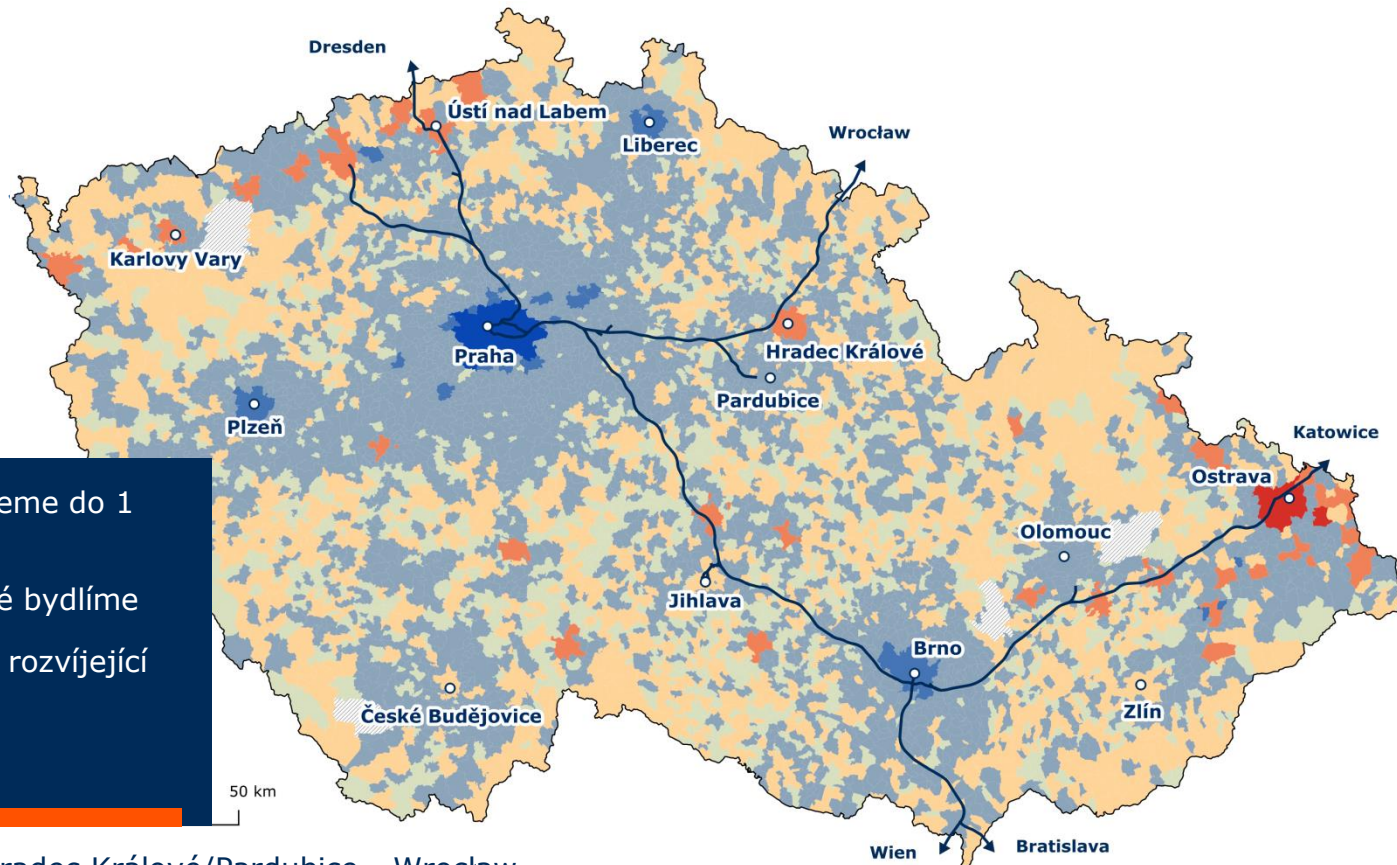 Dresden
Ústí nad Labem
Liberec
Wrocław
Karlovy Vary
Praha
Hradec Králové
Pardubice
Plzeň
Katowice
Ostrava
Olomouc
Jihlava
Brno
České Budějovice
Zlín
eme do 1
é bydlíme
rozvíjející
50 km
Wien
Bratislava
radec Králové/Pardubice – Wrocław